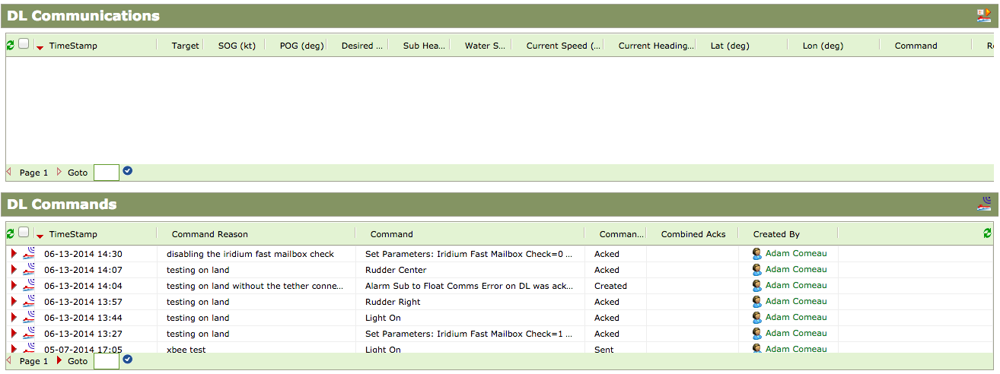 DL Communications
TimeStamp Target SOG (kt) POG (deg) Desired ... Sub Hea... Water S... Current Speed (... Current Heading... Lat (deg) Lon (deg) Command
Page 1 Goto
DL Commands
TimeStamp Command Reason Command Comman... Combined Acks Created By
06-13-2014 14:30 disabling the iridium fast mailbox check Set Parameters: Iridium Fast Mailbox Check=0 ... Acked Adam Comeau
06-13-2014 14:07 testing on land Rudder Center Acked Adam Comeau
06-13-2014 14:04 testing on land without the tether conne... Alarm Sub to Float Comms Error on DL was ack... Created Adam Comeau
06-13-2014 13:57 testing on land Rudder Right Acked Adam Comeau
06-13-2014 13:44 testing on land Light On Acked Adam Comeau
06-13-2014 13:27 testing on land Set Parameters: Iridium Fast Mailbox Check=1 ... Acked Adam Comeau
05-07-2014 17:05 xbee test Light On Sent Adam Comeau
Page 1 Goto